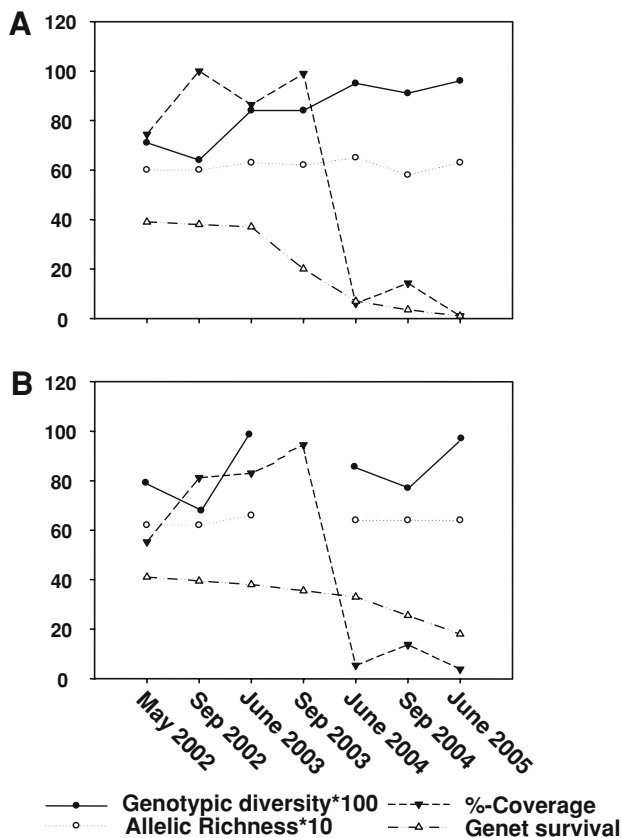 A
120
100
80
60
40
20
0
B
120
100
80
60
40
20
0
May 2002
Sep 2002
June 2003
Sep 2003
June 2004
Sep 2004
June 2005
Genotypic diversity*100
%-Coverage
Allelic Richness*10
Genet survival